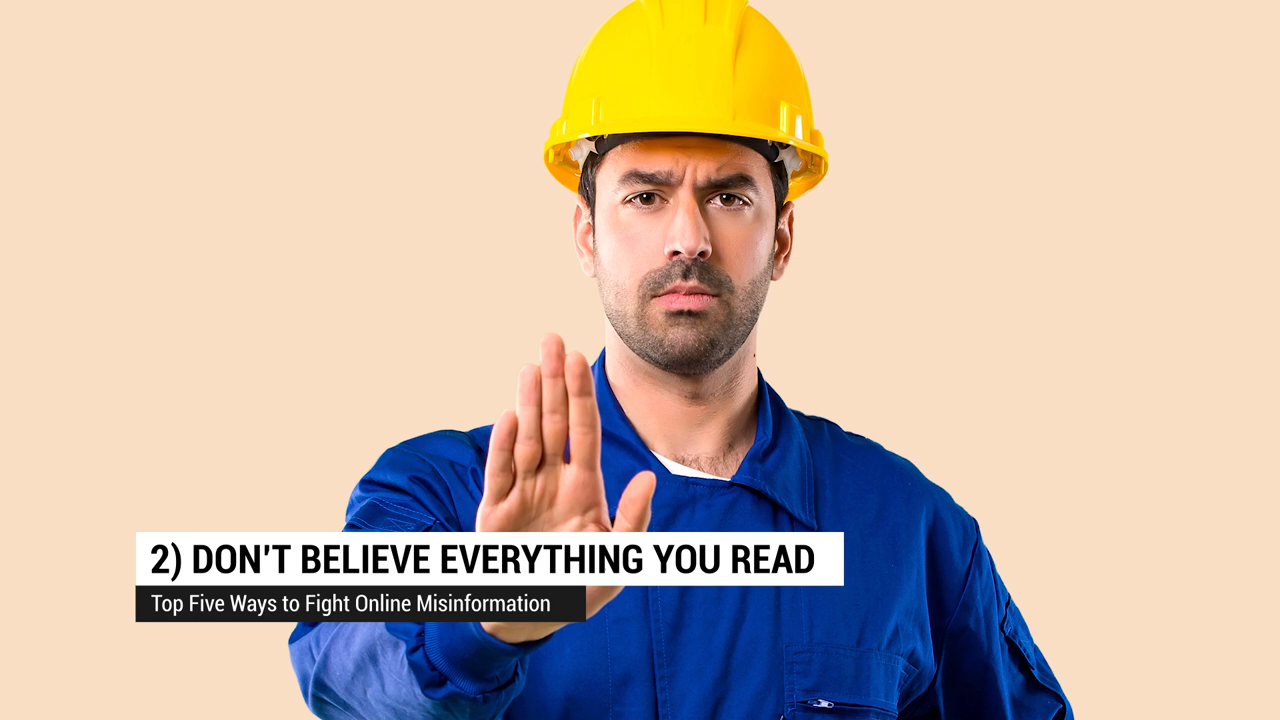 2) DON'T BELIEVE EVERYTHING YOU READ
Top Five Ways to Fight Online Misinformation